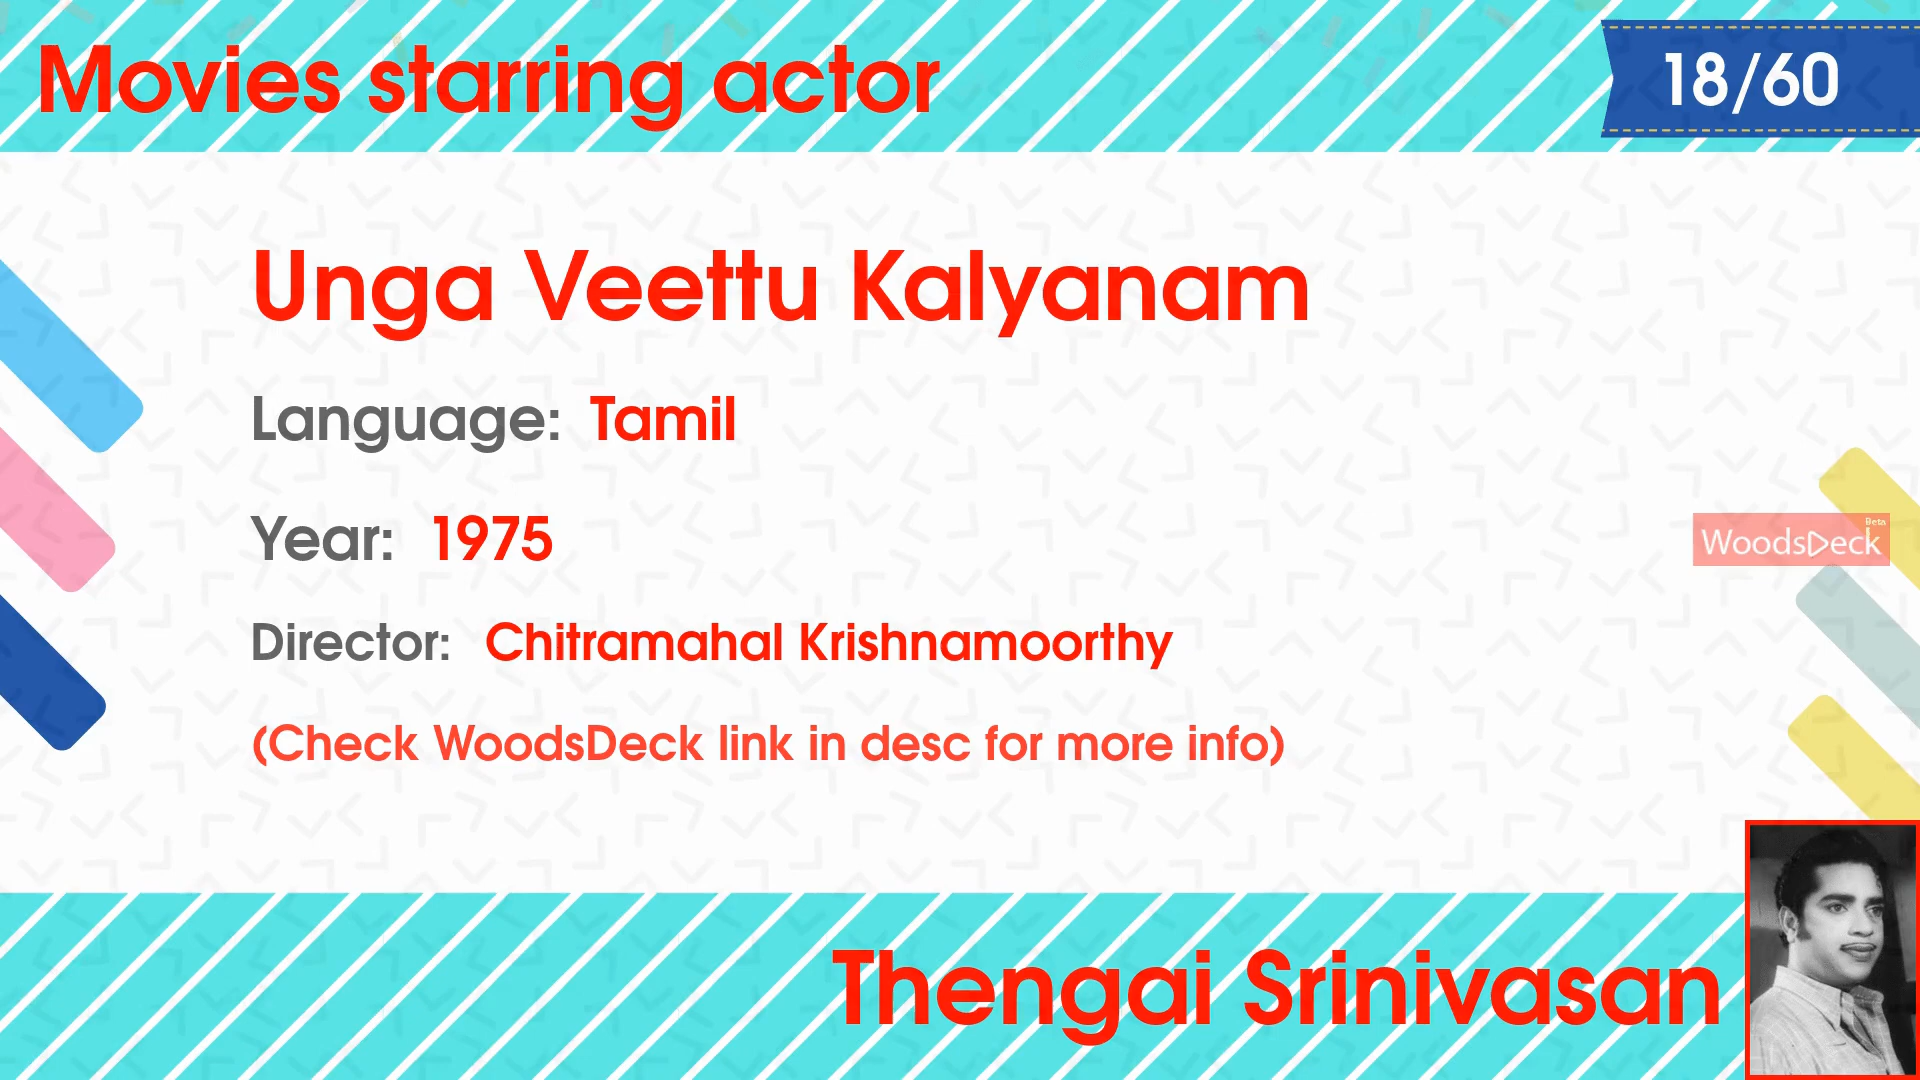 Movies starring actor
18/60
Unga Veettu Kalyanam
Language: Tamil
Year: 1975
Beta
WoodsDeck
Director: Chitramahal Krishnamoorthy
(Check WoodsDeck link in desc for more info)
Thengai Srinivasan